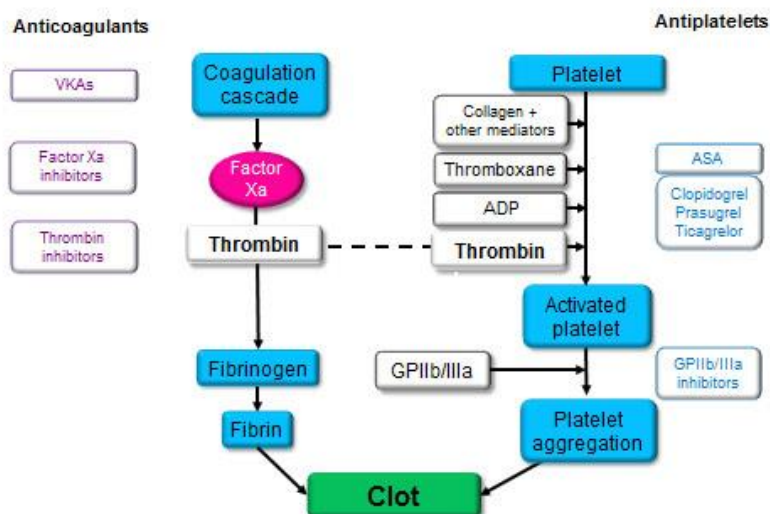 Anticoagulants
Antiplatelets
VKAs
Factor Xa
inhibitors
Thrombin
inhibitors
Coagulation
cascade
Factor
Xa
Thrombin
Fibrinogen
Fibrin
Platelet
Collagen +
other mediators
Thromboxane
ADP
Thrombin
Activated
platelet
GPIIb/IIIa
Platelet
aggregation
Clot
ASA
Clopidogrel
Prasugrel
Ticagrelor
GPIIb/IIIa
inhibitors